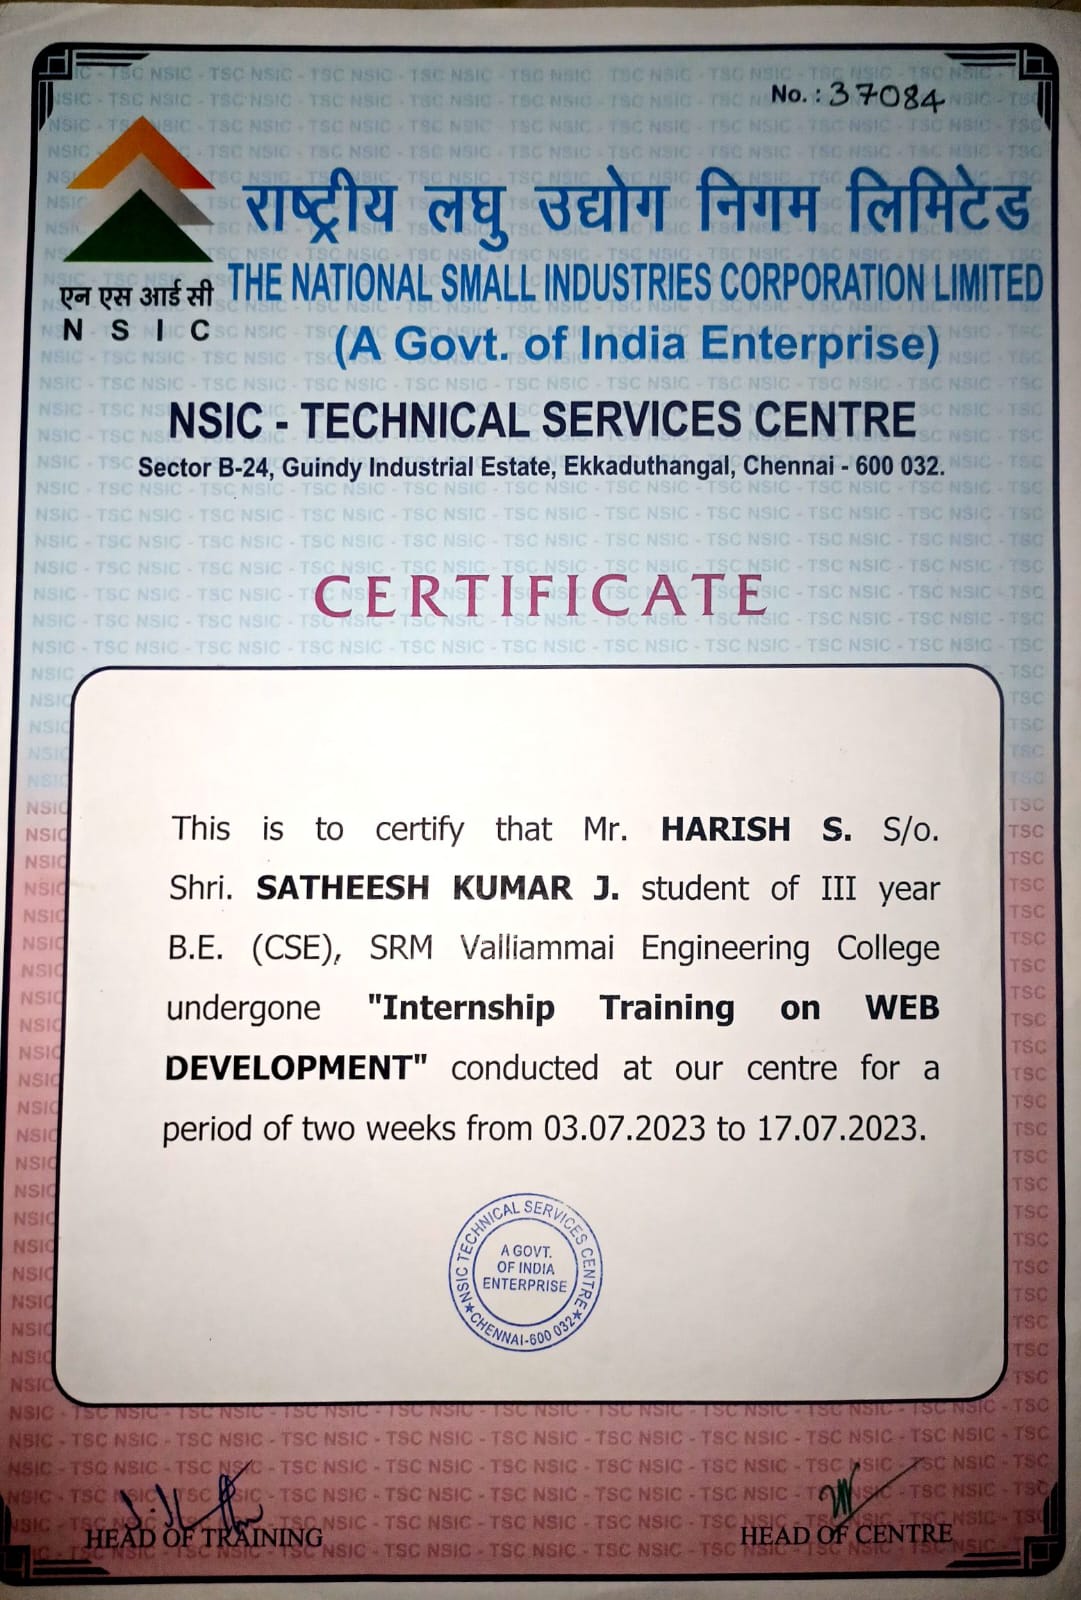 No. : 37084
राष्ट्रीय लघु उद्योग निगम लिमिटेड
THE NATIONAL SMALL INDUSTRIES CORPORATION LIMITED
एन एस आई सी
N S I C
(A Govt. of India Enterprise)
NSIC - TECHNICAL SERVICES CENTRE
Sector B-24, Guindy Industrial Estate, Ekkaduthangal, Chennai - 600 032.
CERTIFICATE
This is to certify that Mr. HARISH S. S/o.
Shri. SATHEESH KUMAR J. student of III year
B.E. (CSE), SRM Valliammai Engineering College
undergone "Internship Training on WEB
DEVELOPMENT" conducted at our centre for a
period of two weeks from 03.07.2023 to 17.07.2023.
NSIC TECHNICAL SERVICES CENTRE
A GOVT.
OF INDIA
ENTERPRISE
★ CHENNAI-600 032 ★
HEAD OF TRAINING
HEAD OF CENTRE